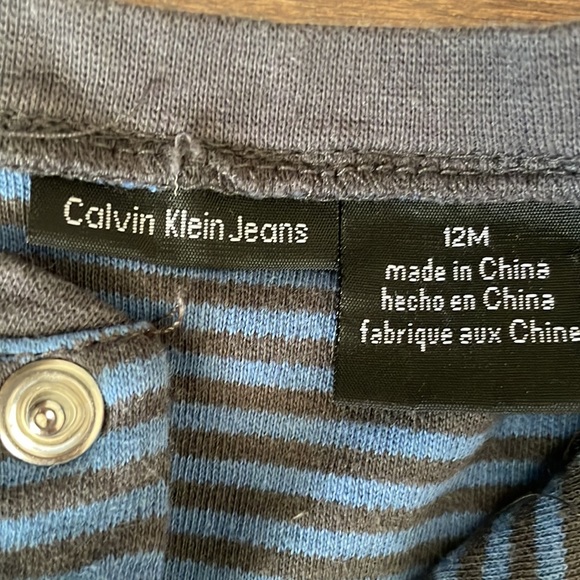 Calvin Klein Jeans
12M
made in China
hecho en China
fabrique aux Chine